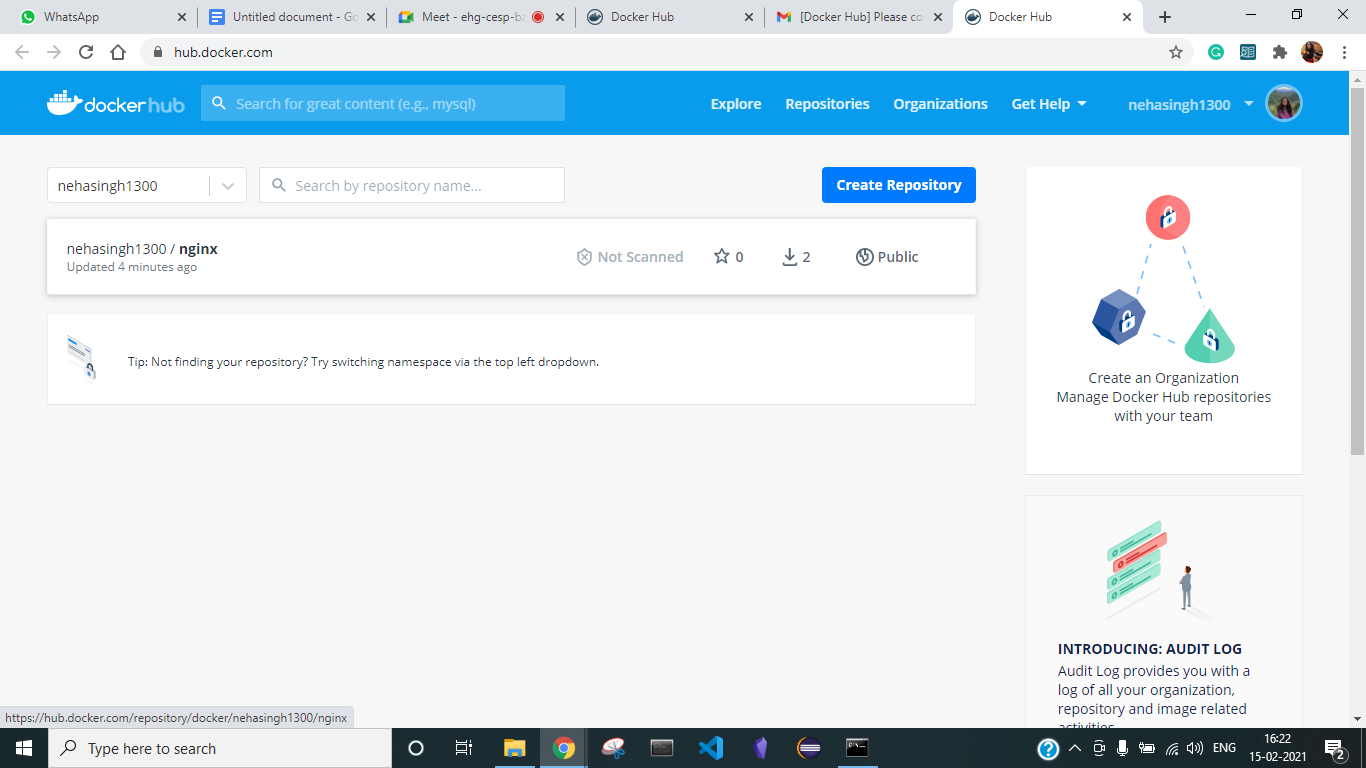 WhatsApp
Untitled document - Go
Meet - ehg-cesp-bz
Docker Hub
[Docker Hub] Please co
Docker Hub
hub.docker.com
docker hub
Search for great content (e.g., mysql)
Explore
Repositories
Organizations
Get Help
nehasingh1300
nehasingh1300
Search by repository name...
Create Repository
nehasingh1300 / nginx
Updated 4 minutes ago
Not Scanned
0
2
Public
Tip: Not finding your repository? Try switching namespace via the top left dropdown.
Create an Organization
Manage Docker Hub repositories
with your team
INTRODUCING: AUDIT LOG
Audit Log provides you with a
log of all your organization,
repository and image related
activities
https://hub.docker.com/repository/docker/nehasingh1300/nginx
Type here to search
ENG
16:22
15-02-2021
2